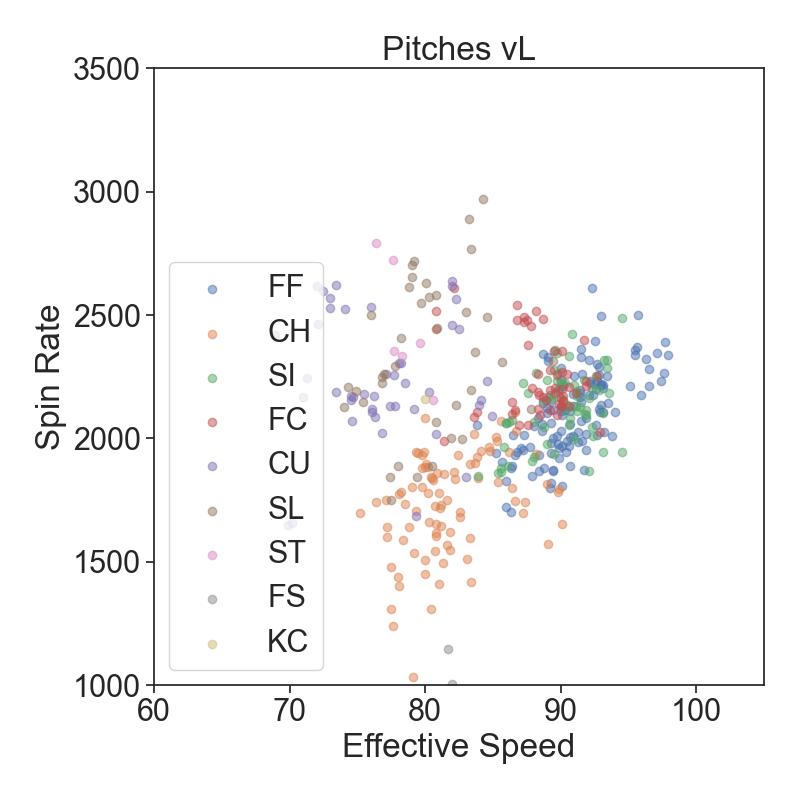 Pitches vL
3500
3000
2500
2000
1500
1000
Spin Rate
FF
CH
SI
FC
CU
SL
ST
FS
KC
60 70 80 90 100
Effective Speed